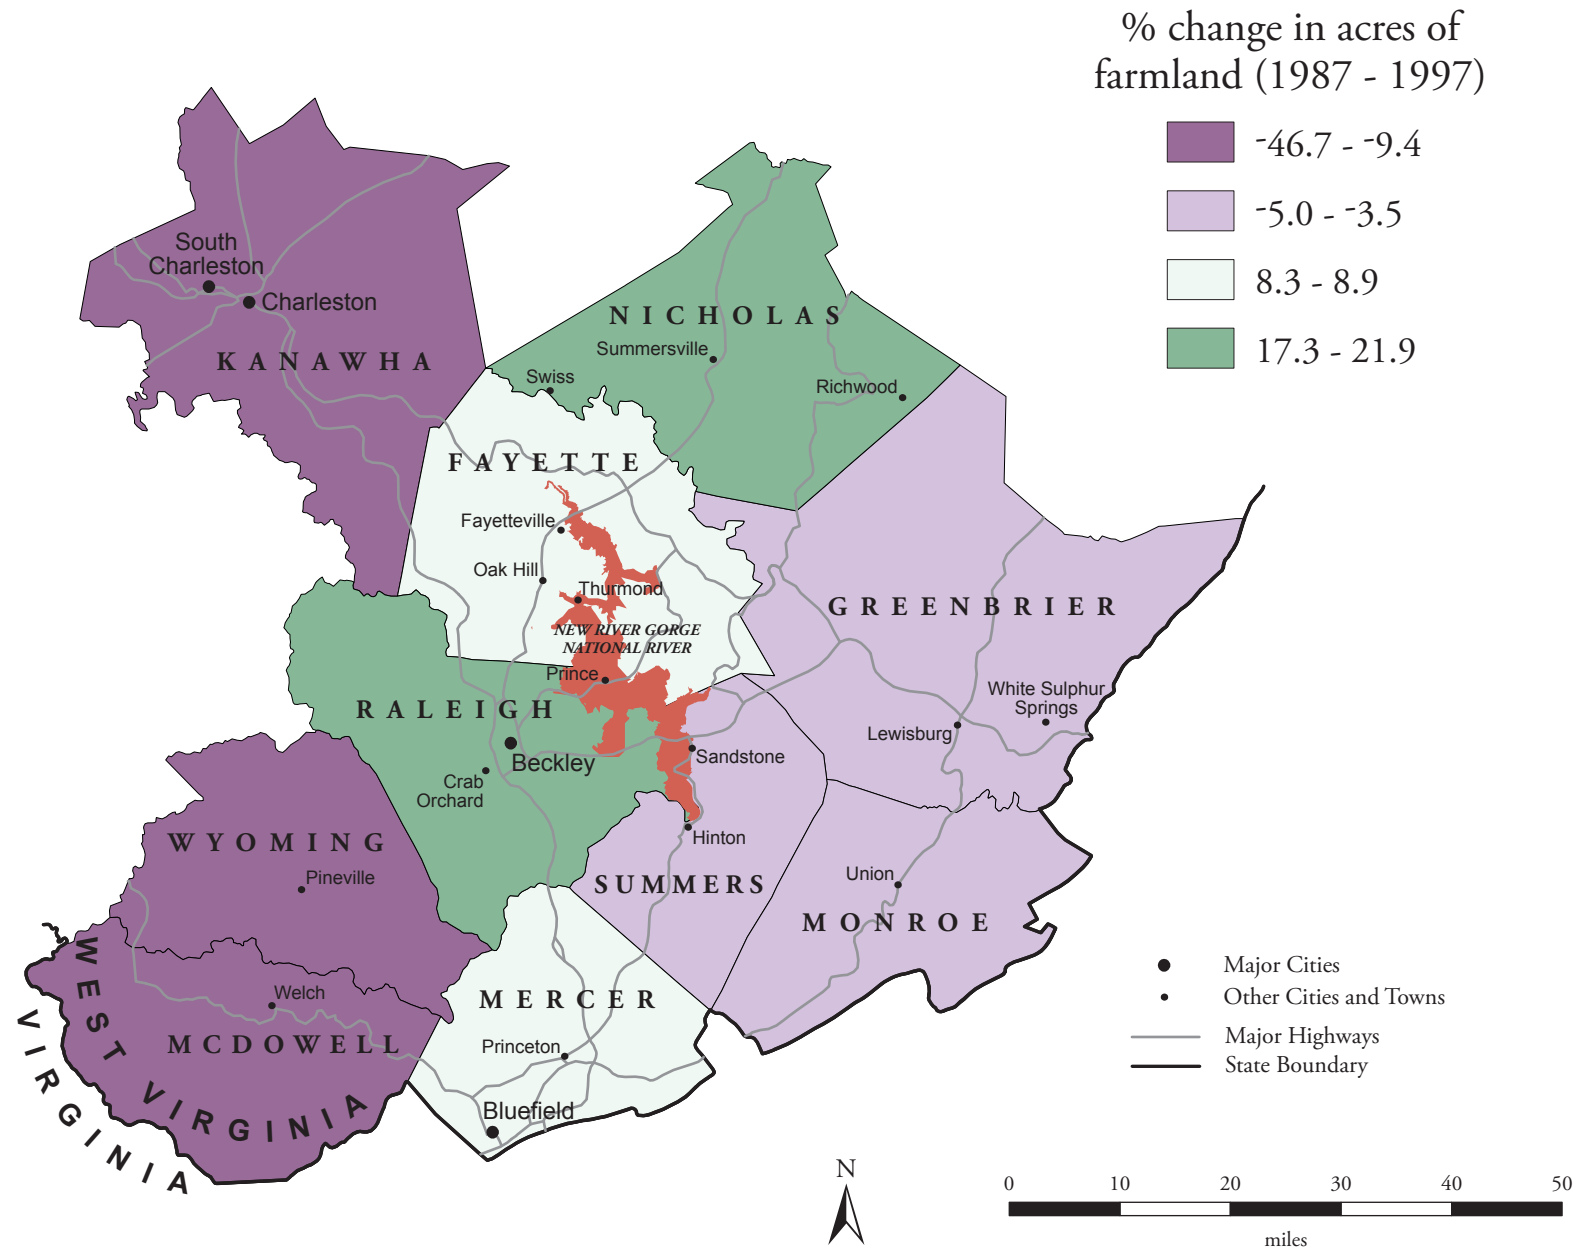 % change in acres of
farmland (1987 - 1997)
-46.7 - -9.4
-5.0 - -3.5
8.3 - 8.9
17.3 - 21.9
South
Charleston
Charleston
KANAWHA
NICHOLAS
Summersville
Swiss
Richwood
FAYETTE
Fayetteville
Oak Hill
Thurmond
NEW RIVER GORGE
NATIONAL RIVER
Prince
GREENBRIER
White Sulphur
Springs
Lewisburg
RALEIGH
Beckley
Crab
Orchard
Sandstone
Hinton
SUMMERS
WYOMING
Pineville
Union
MONROE
Welch
MCDOWELL
MERCER
Princeton
Bluefield
WEST VIRGINIA
VIRGINIA
Major Cities
Other Cities and Towns
Major Highways
State Boundary
N
0 10 20 30 40 50
miles